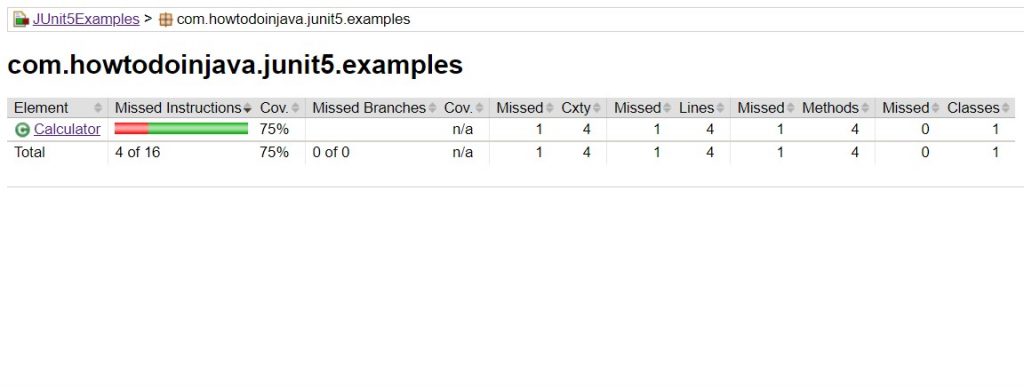 JUnit5Examples > com.howtodoinjava.junit5.examples
com.howtodoinjava.junit5.examples
Element Missed Instructions Cov. Missed Branches Cov. Missed Cxty Missed Lines Missed Methods Missed Classes
C Calculator 75% n/a 1 4 1 4 1 4 0 1
Total 4 of 16 75% 0 of 0 n/a 1 4 1 4 1 4 0 1